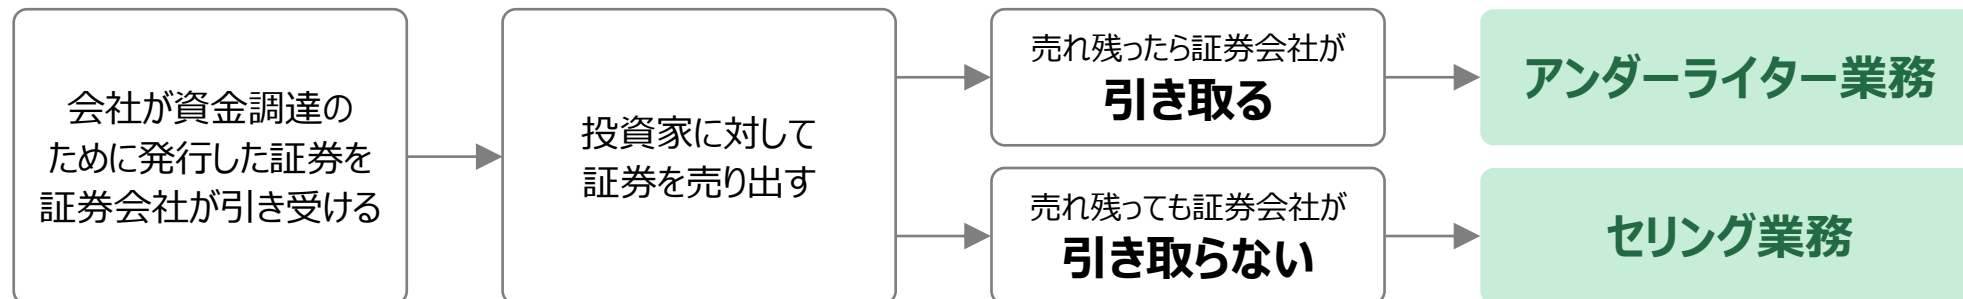 会社が資金調達の
ために発行した証券を
証券会社が引き受ける
投資家に対して
証券を売り出す
売れ残ったら証券会社が
引き取る
アンダーライター業務
売れ残っても証券会社が
引き取らない
セリング業務